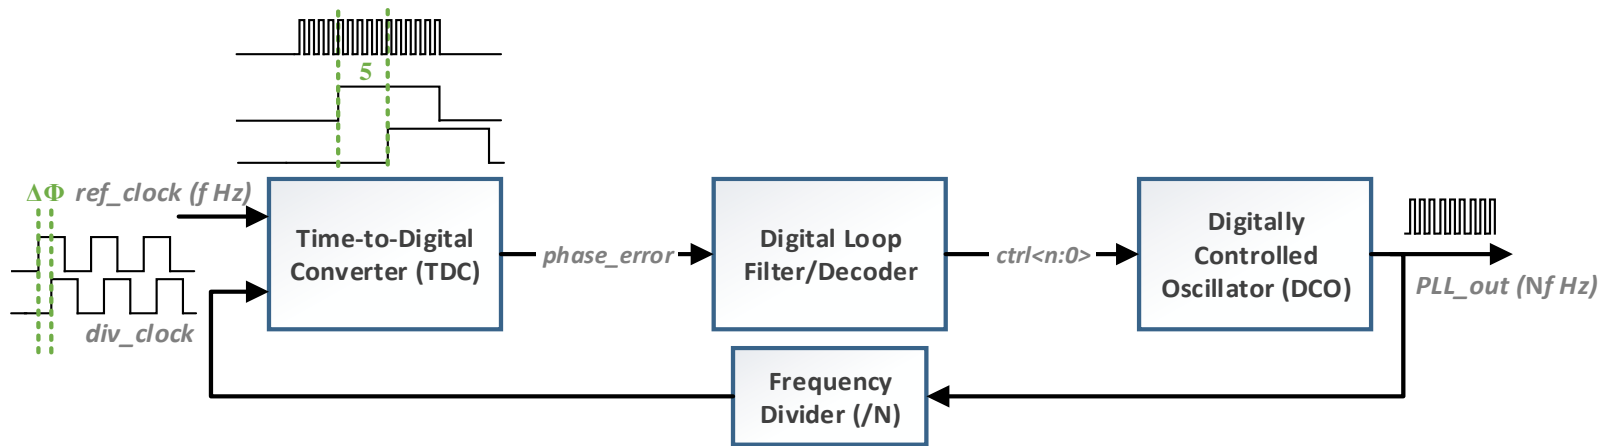 5
ΔΦ ref_clock (f Hz)
div_clock
Time-to-Digital
Converter (TDC)
phase_error
Digital Loop
Filter/Decoder
ctrl<n:0>
Digitally
Controlled
Oscillator (DCO)
PLL_out (Nf Hz)
Frequency
Divider (/N)